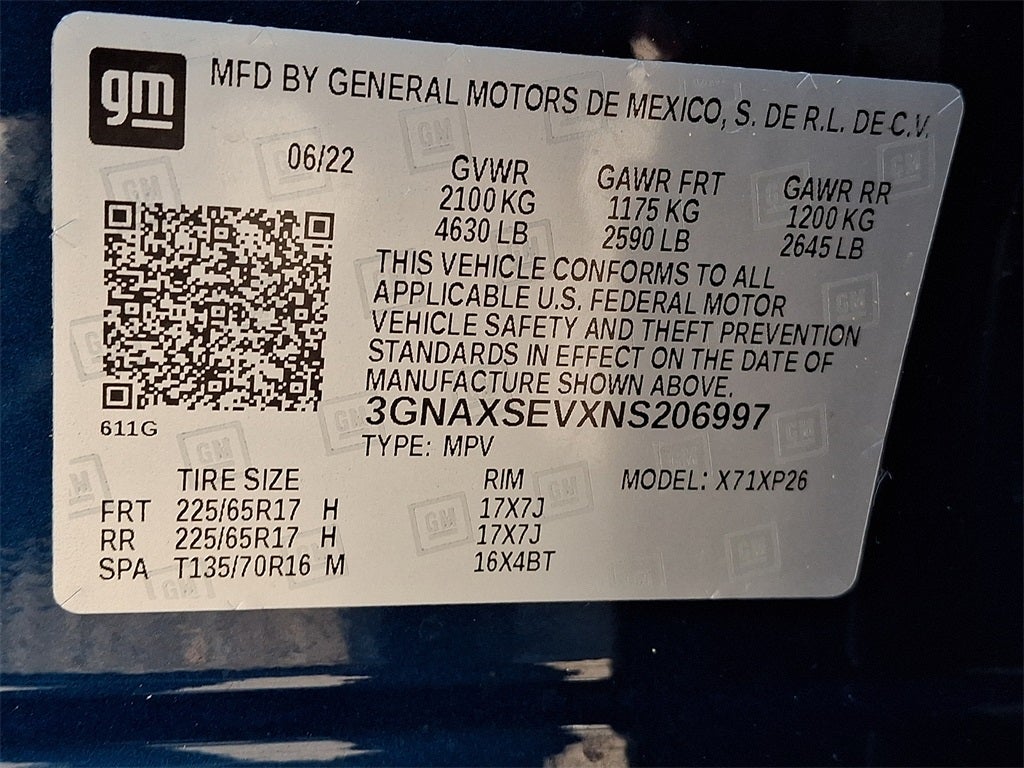 gm
MFD BY GENERAL MOTORS DE MEXICO, S. DE R.L. DE C.V.
06/22 GVWR GAWR FRT GAWR RR
2100 KG 1175 KG 1200 KG
4630 LB 2590 LB 2645 LB
THIS VEHICLE CONFORMS TO ALL
APPLICABLE U.S. FEDERAL MOTOR
VEHICLE SAFETY AND THEFT PREVENTION
STANDARDS IN EFFECT ON THE DATE OF
MANUFACTURE SHOWN ABOVE.
3GNAXSEVXNS206997
611G
TYPE: MPV
TIRE SIZE RIM MODEL: X71XP26
FRT 225/65R17 H 17X7J
RR 225/65R17 H 17X7J
SPA T135/70R16 M 16X4BT